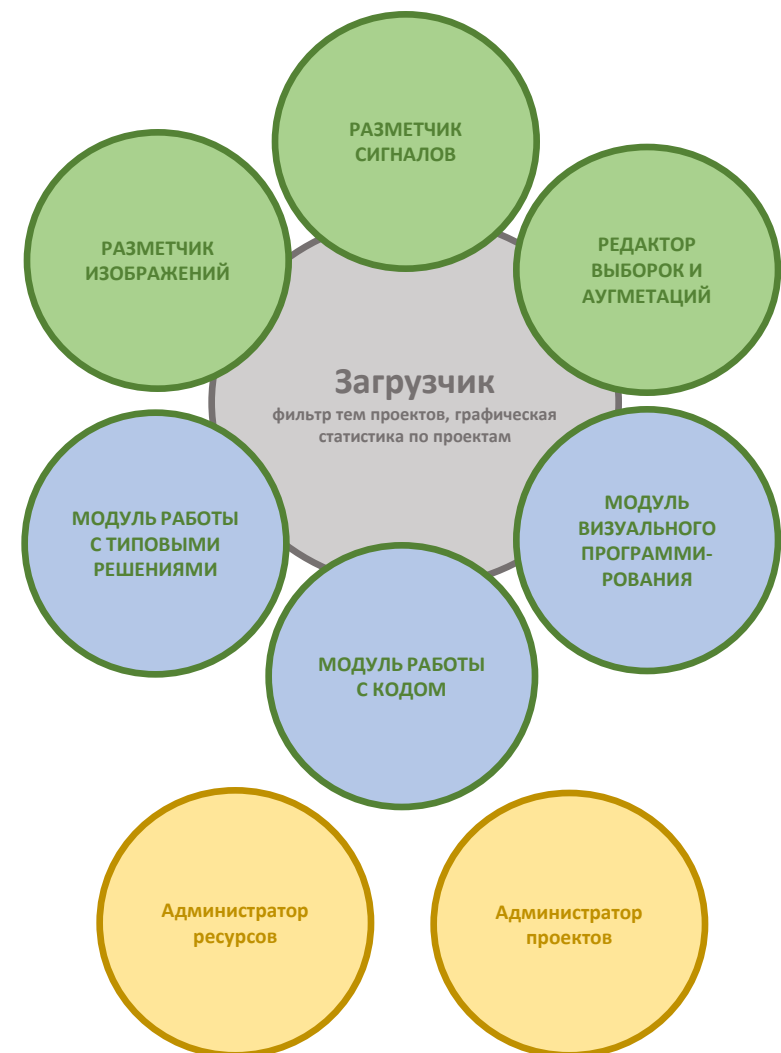 РАЗМЕТЧИК
СИГНАЛОВ
РАЗМЕТЧИК
ИЗОБРАЖЕНИЙ
РЕДАКТОР
ВЫБОРОК И
АУГМЕТАЦИЙ
Загрузчик
фильтр тем проектов, графическая
статистика по проектам
МОДУЛЬ РАБОТЫ
С ТИПОВЫМИ
РЕШЕНИЯМИ
МОДУЛЬ
ВИЗУАЛЬНОГО
ПРОГРАММИ-
РОВАНИЯ
МОДУЛЬ РАБОТЫ
С КОДОМ
Администратор
ресурсов
Администратор
проектов